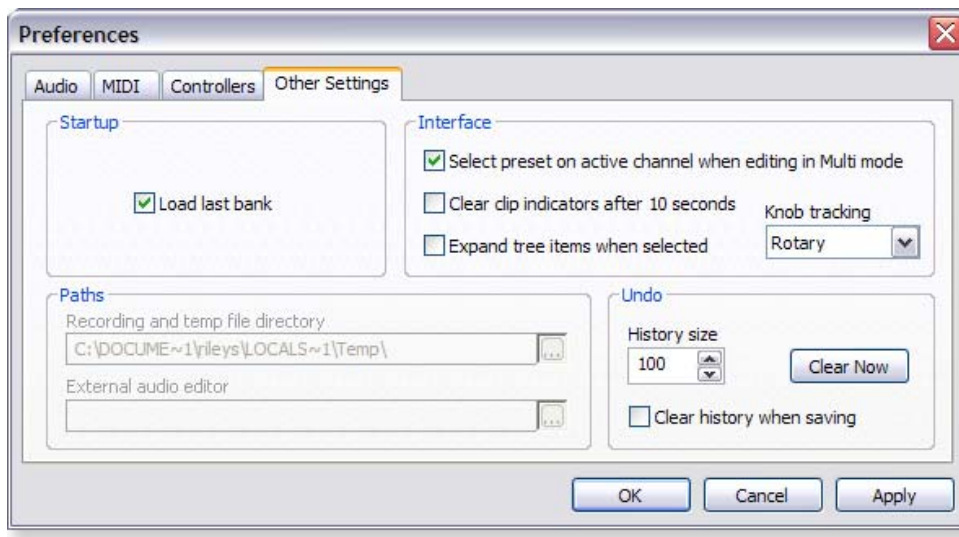 Preferences
Audio MIDI Controllers Other Settings
Startup
Load last bank
Interface
Select preset on active channel when editing in Multi mode
Clear clip indicators after 10 seconds
Expand tree items when selected
Knob tracking
Rotary
Paths
Recording and temp file directory
C:\DOCUME~1\rileys\LOCALS~1\Temp\
...
External audio editor
...
Undo
History size
100
Clear Now
Clear history when saving
OK Cancel Apply